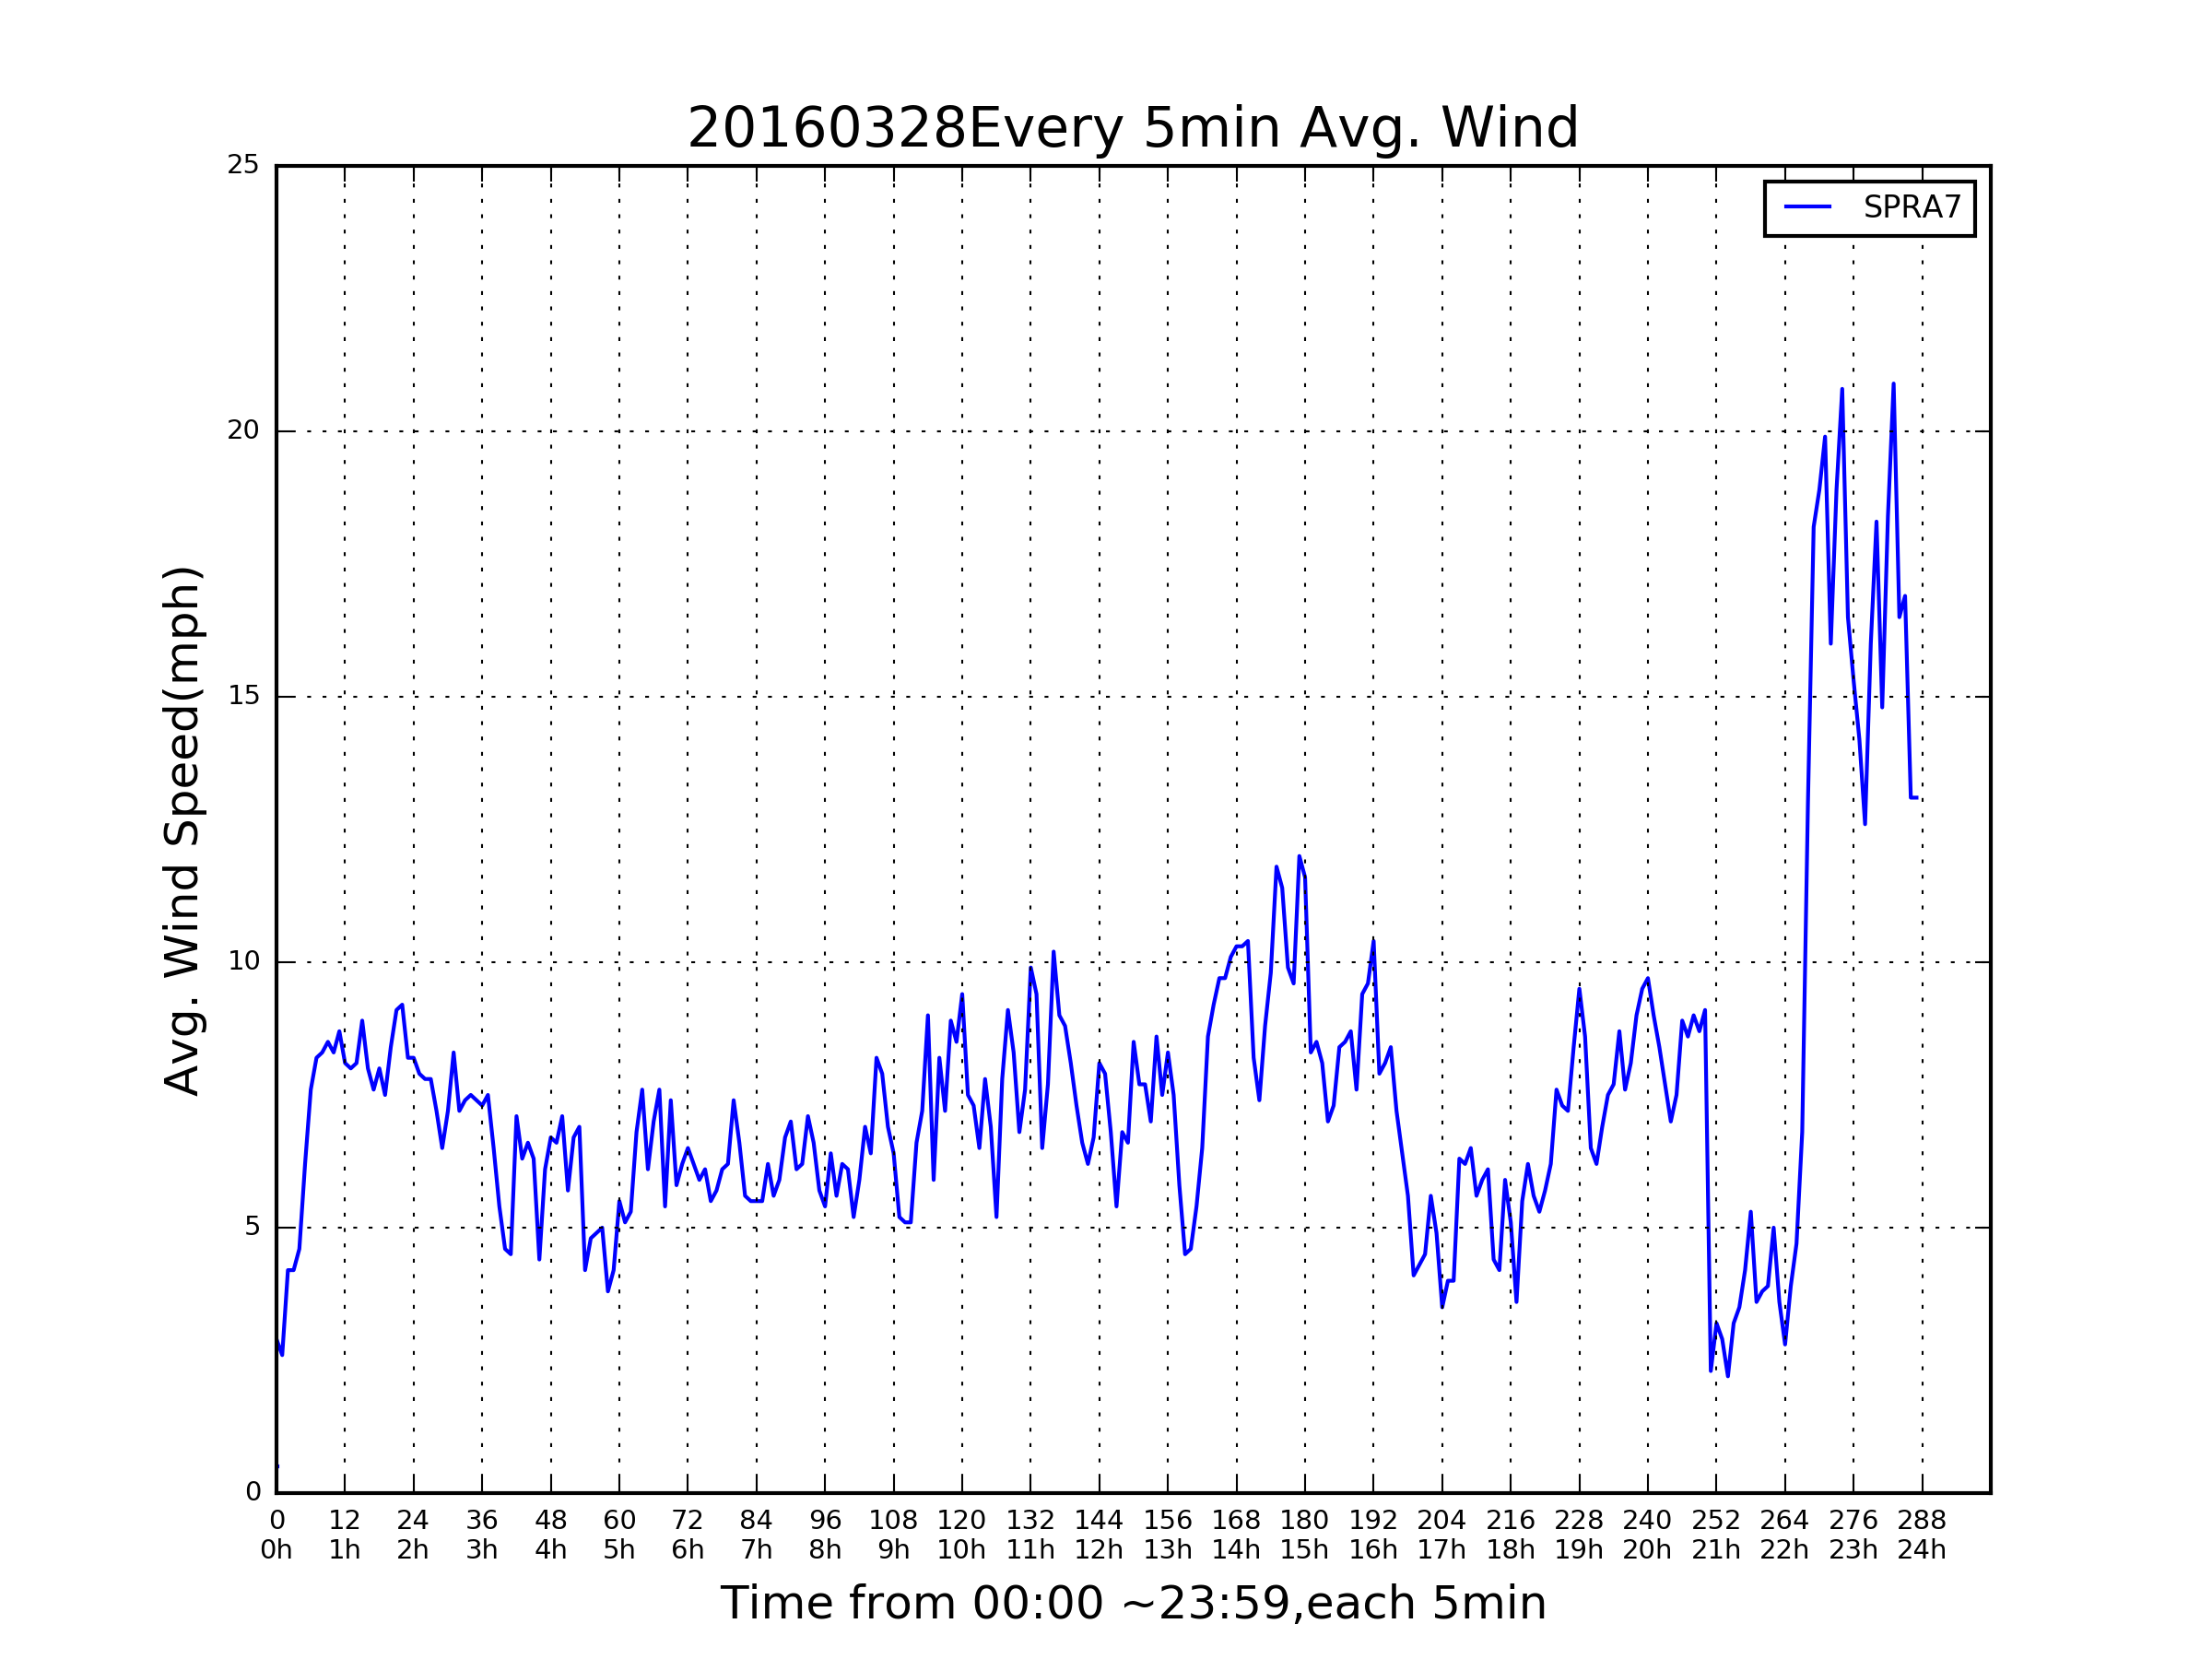 20160328Every 5min Avg. Wind
SPRA7
Avg. Wind Speed(mph)
25
20
15
10
5
0
0 12 24 36 48 60 72 84 96 108 120 132 144 156 168 180 192 204 216 228 240 252 264 276 288
0h 1h 2h 3h 4h 5h 6h 7h 8h 9h 10h 11h 12h 13h 14h 15h 16h 17h 18h 19h 20h 21h 22h 23h 24h
Time from 00:00 ~23:59,each 5min